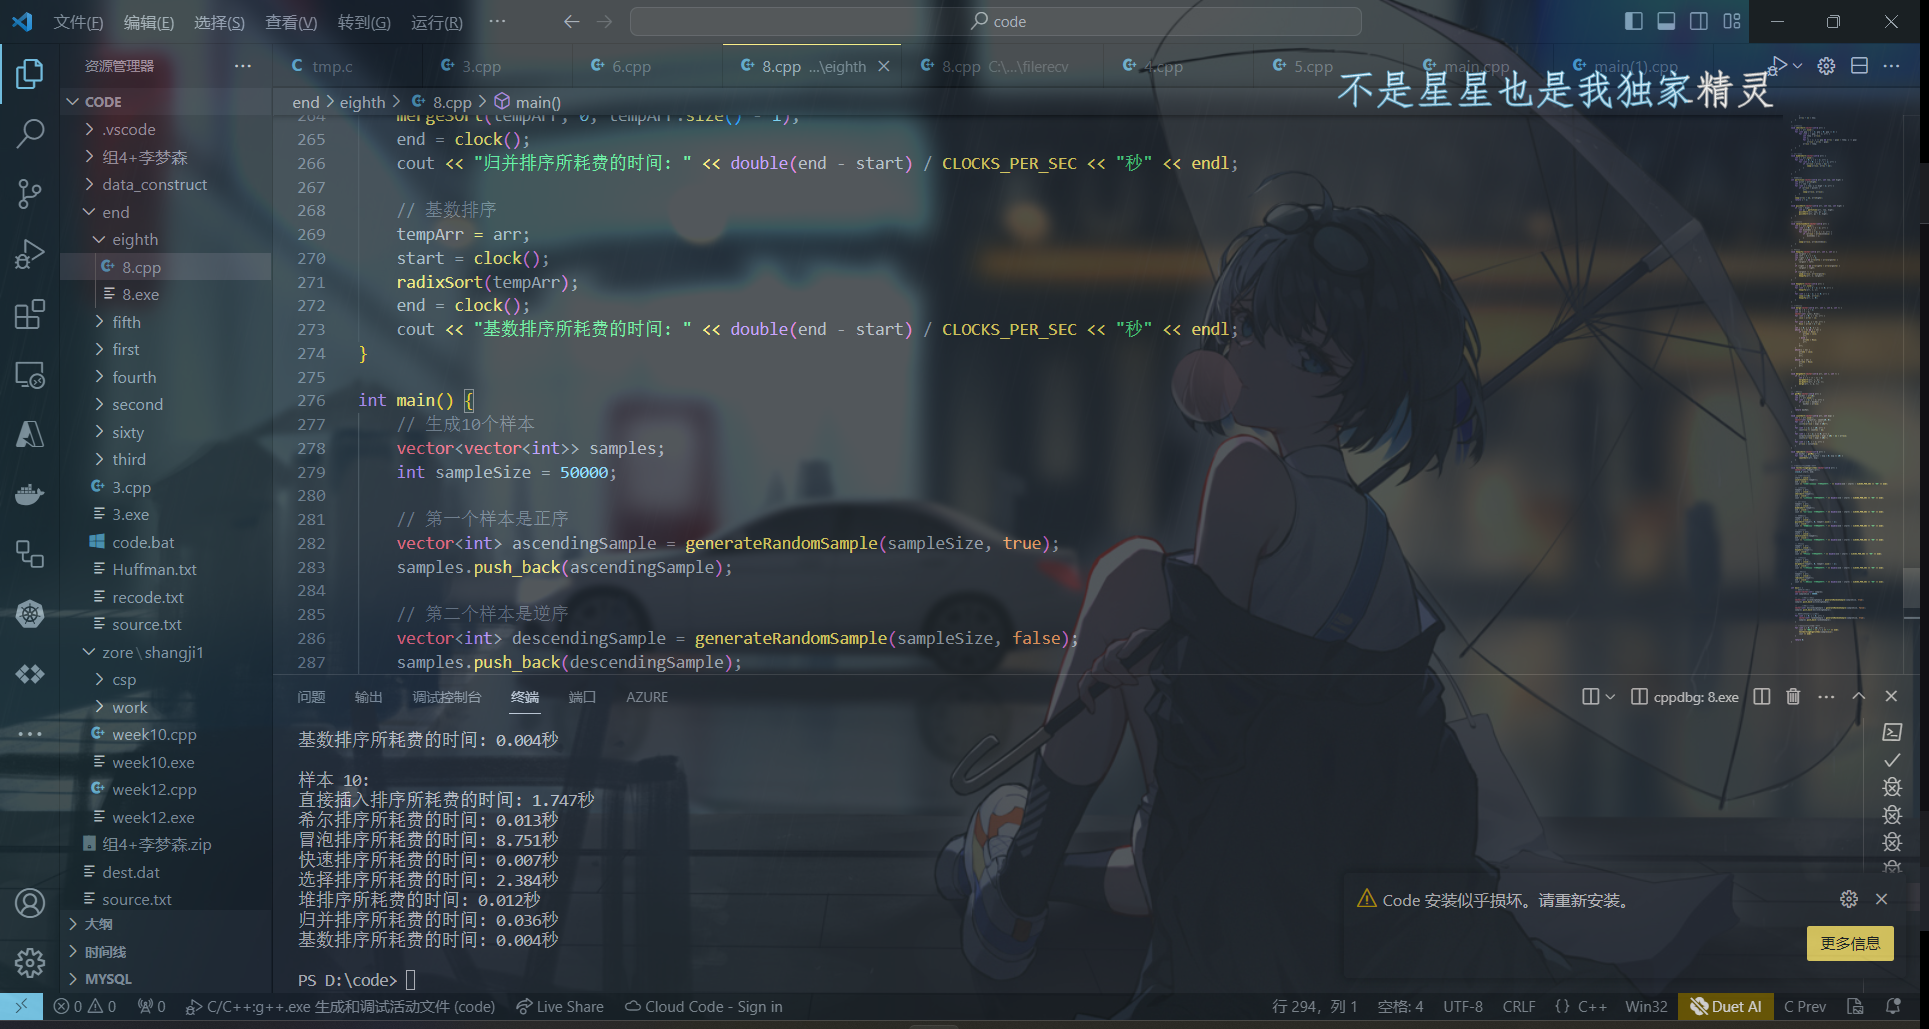 文件(F) 编辑(E) 选择(S) 查看(V) 转到(G) 运行(R) ··· code
资源管理器 ···
tmp.c 3.cpp 6.cpp 8.cpp ...\eighth 8.cpp C:\...\filerecv 4.cpp 5.cpp main.cpp main(1).cpp
不是星星也是我独家精灵
end > eighth > 8.cpp > main()
CODE
.vscode
组4+李梦森
data_construct
end
eighth
8.cpp
8.exe
fifth
first
fourth
second
sixty
third
3.cpp
3.exe
code.bat
Huffman.txt
recode.txt
source.txt
zore\shangji1
csp
work
week10.cpp
week10.exe
week12.cpp
week12.exe
组4+李梦森.zip
dest.dat
source.txt
大纲
时间线
MYSQL
264 mergeSort(tempArr, 0, tempArr.size() - 1);
265 end = clock();
266 cout << "归并排序所耗费的时间: " << double(end - start) / CLOCKS_PER_SEC << "秒" << endl;
267
268 // 基数排序
269 tempArr = arr;
270 start = clock();
271 radixSort(tempArr);
272 end = clock();
273 cout << "基数排序所耗费的时间: " << double(end - start) / CLOCKS_PER_SEC << "秒" << endl;
274 }
275
276 int main() {
277 // 生成10个样本
278 vector<vector<int>> samples;
279 int sampleSize = 50000;
280
281 // 第一个样本是正序
282 vector<int> ascendingSample = generateRandomSample(sampleSize, true);
283 samples.push_back(ascendingSample);
284
285 // 第二个样本是逆序
286 vector<int> descendingSample = generateRandomSample(sampleSize, false);
287 samples.push_back(descendingSample);
问题 输出 调试控制台 终端 端口 AZURE cppdbg: 8.exe
基数排序所耗费的时间: 0.004秒
样本 10:
直接插入排序所耗费的时间: 1.747秒
希尔排序所耗费的时间: 0.013秒
冒泡排序所耗费的时间: 8.751秒
快速排序所耗费的时间: 0.007秒
选择排序所耗费的时间: 2.384秒
堆排序所耗费的时间: 0.012秒
归并排序所耗费的时间: 0.036秒
基数排序所耗费的时间: 0.004秒
PS D:\code>
Code 安装似乎损坏。请重新安装。
更多信息
0 0 0 C/C++:g++.exe 生成和调试活动文件 (code) Live Share Cloud Code - Sign in 行 294，列 1 空格: 4 UTF-8 CRLF {} C++ Win32 Duet AI C Prev